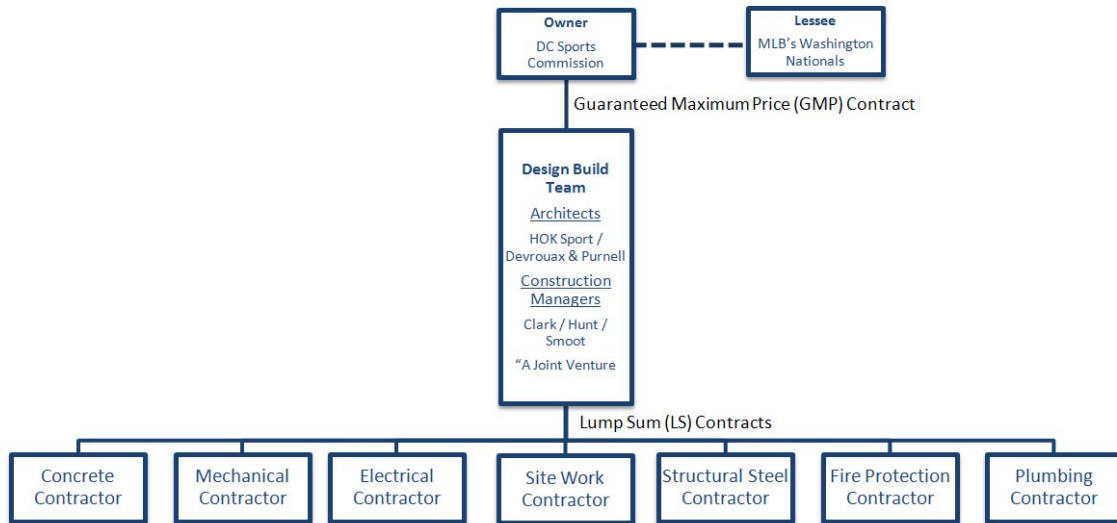 Owner
DC Sports
Commission
Lessee
MLB's Washington
Nationals
Guaranteed Maximum Price (GMP) Contract
Design Build
Team
Architects
HOK Sport /
Devrouax & Purnell
Construction
Managers
Clark / Hunt /
Smoot
“A Joint Venture
Lump Sum (LS) Contracts
Concrete
Contractor
Mechanical
Contractor
Electrical
Contractor
Site Work
Contractor
Structural Steel
Contractor
Fire Protection
Contractor
Plumbing
Contractor